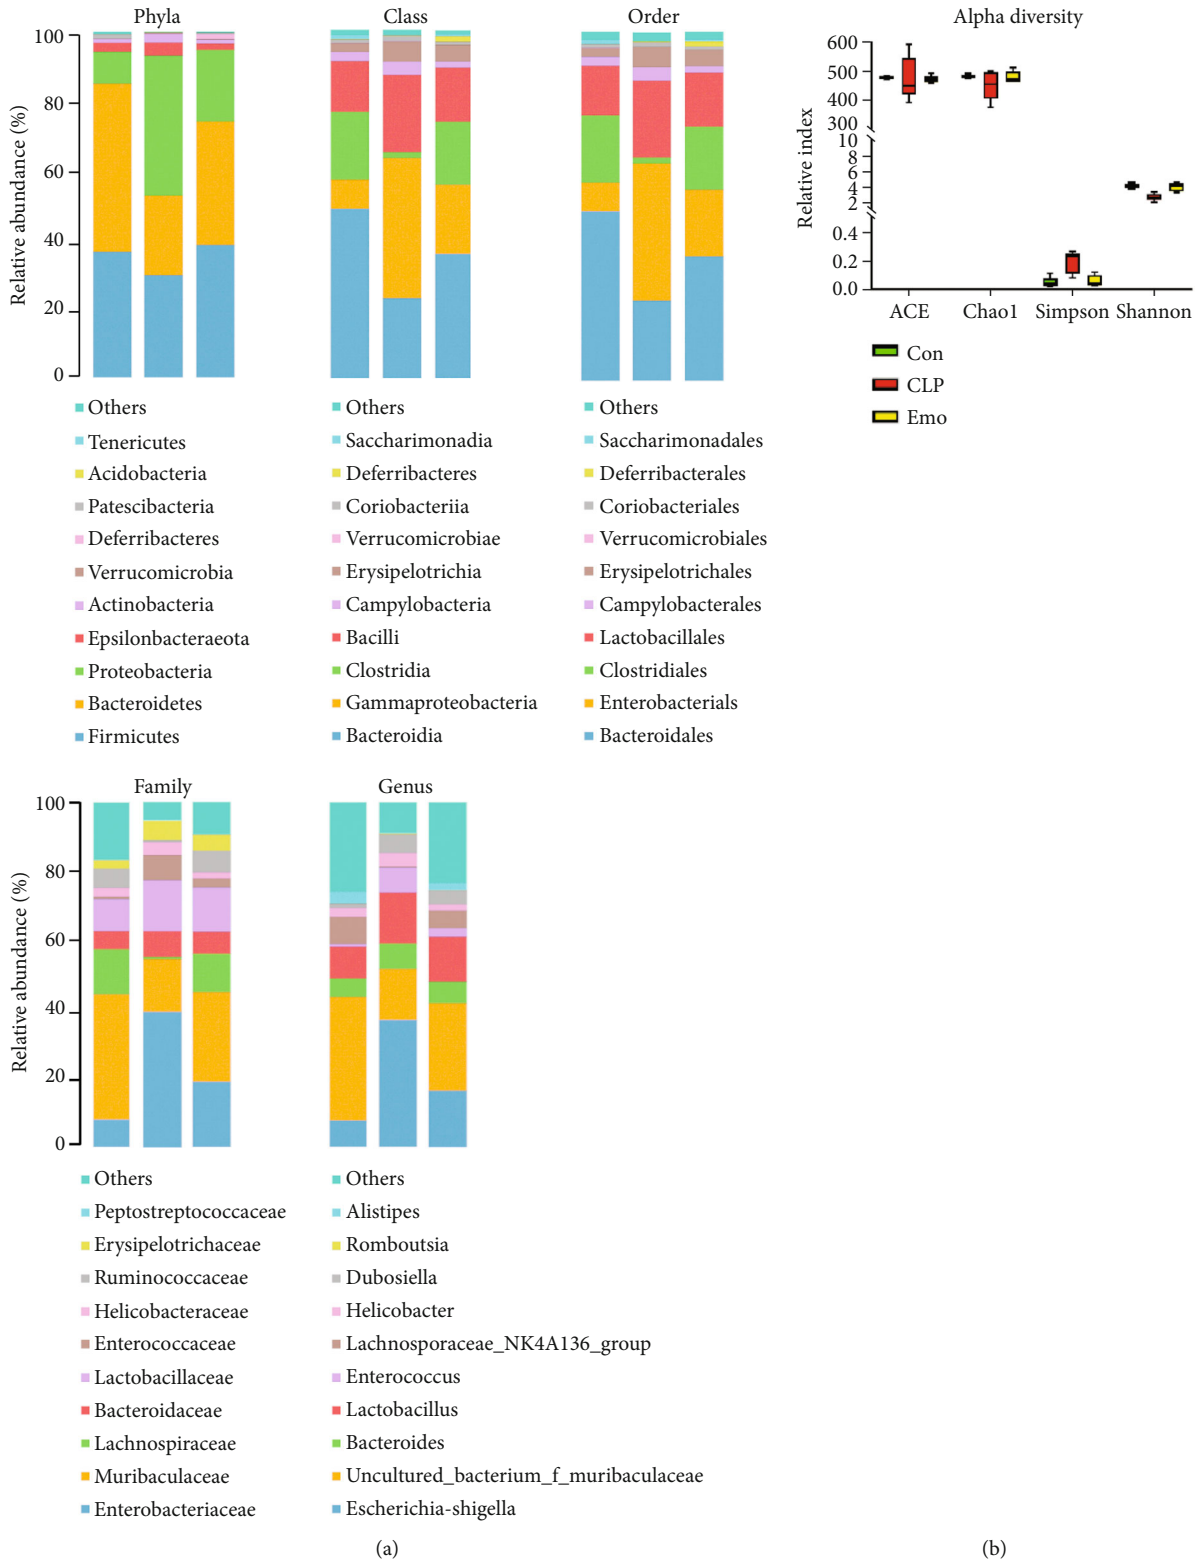 Phyla
Class
Order
Relative abundance (%)
100
80
60
40
20
0
Others
Tenericutes
Acidobacteria
Patescibacteria
Deferribacteres
Verrucomicrobia
Actinobacteria
Epsilonbacteraeota
Proteobacteria
Bacteroidetes
Firmicutes
Others
Saccharimonadia
Deferribacteres
Coriobacteriia
Verrucomicrobiae
Erysipelotrichia
Campylobacteria
Bacilli
Clostridia
Gammaproteobacteria
Bacteroidia
Others
Saccharimonadales
Deferribacterales
Coriobacteriales
Verrucomicrobiales
Erysipelotrichales
Campylobacterales
Lactobacillales
Clostridiales
Enterobacterials
Bacteroidales
Alpha diversity
Relative index
600
500
400
300
10
8
6
4
2
0.4
0.2
0.0
ACE Chao1 Simpson Shannon
Con
CLP
Emo
Family
Genus
Relative abundance (%)
100
80
60
40
20
0
Others
Peptostreptococcaceae
Erysipelotrichaceae
Ruminococcaceae
Helicobacteraceae
Enterococcaceae
Lactobacillaceae
Bacteroidaceae
Lachnospiraceae
Muribaculaceae
Enterobacteriaceae
Others
Alistipes
Romboutsia
Dubosiella
Helicobacter
Lachnosporaceae_NK4A136_group
Enterococcus
Lactobacillus
Bacteroides
Uncultured_bacterium_f_muribaculaceae
Escherichia-shigella
(a)
(b)